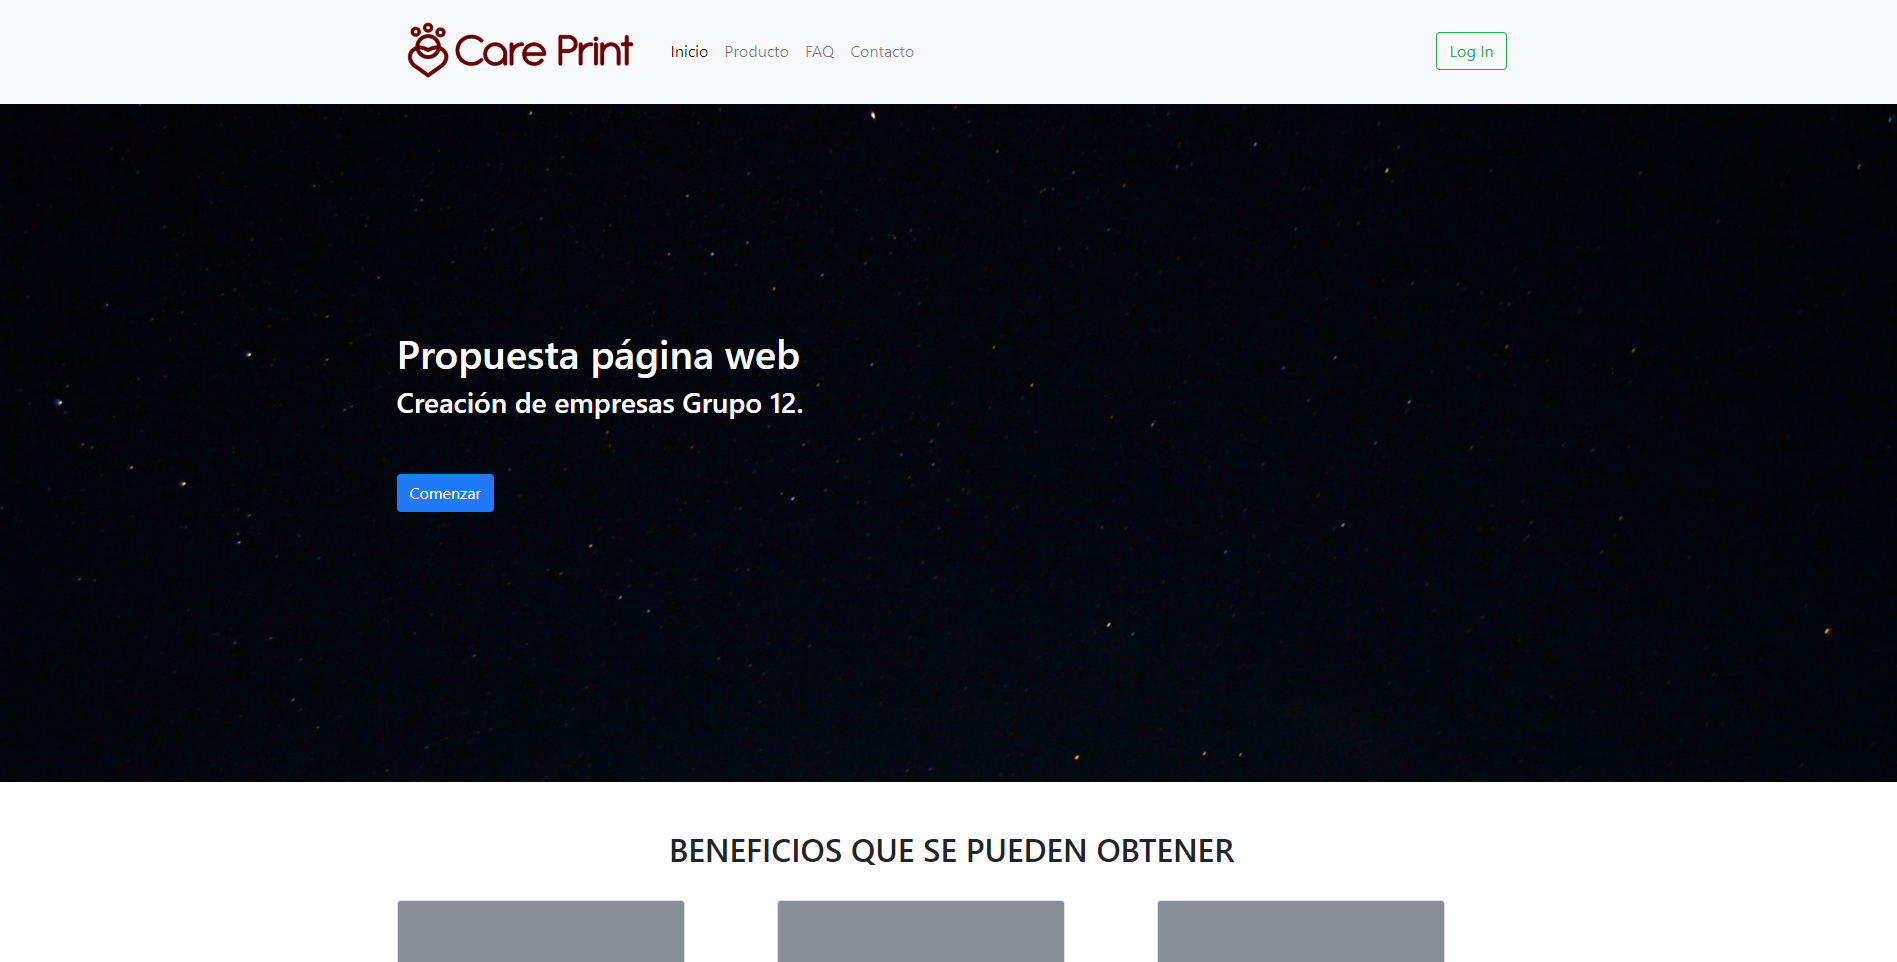 Care Print
Inicio Producto FAQ Contacto
Log In
Propuesta página web
Creación de empresas Grupo 12.
Comenzar
BENEFICIOS QUE SE PUEDEN OBTENER